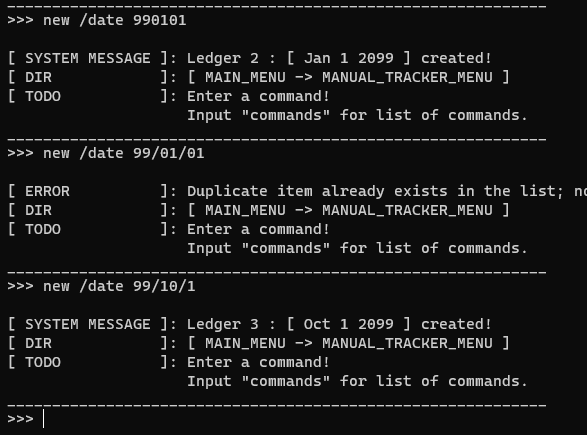 >>> new /date 990101
[ SYSTEM MESSAGE ]: Ledger 2 : [ Jan 1 2099 ] created!
[ DIR            ]: [ MAIN_MENU -> MANUAL_TRACKER_MENU ]
[ TODO           ]: Enter a command!
Input "commands" for list of commands.
>>> new /date 99/01/01
[ ERROR          ]: Duplicate item already exists in the list;
[ DIR            ]: [ MAIN_MENU -> MANUAL_TRACKER_MENU ]
[ TODO           ]: Enter a command!
Input "commands" for list of commands.
>>> new /date 99/10/1
[ SYSTEM MESSAGE ]: Ledger 3 : [ Oct 1 2099 ] created!
[ DIR            ]: [ MAIN_MENU -> MANUAL_TRACKER_MENU ]
[ TODO           ]: Enter a command!
Input "commands" for list of commands.
>>>